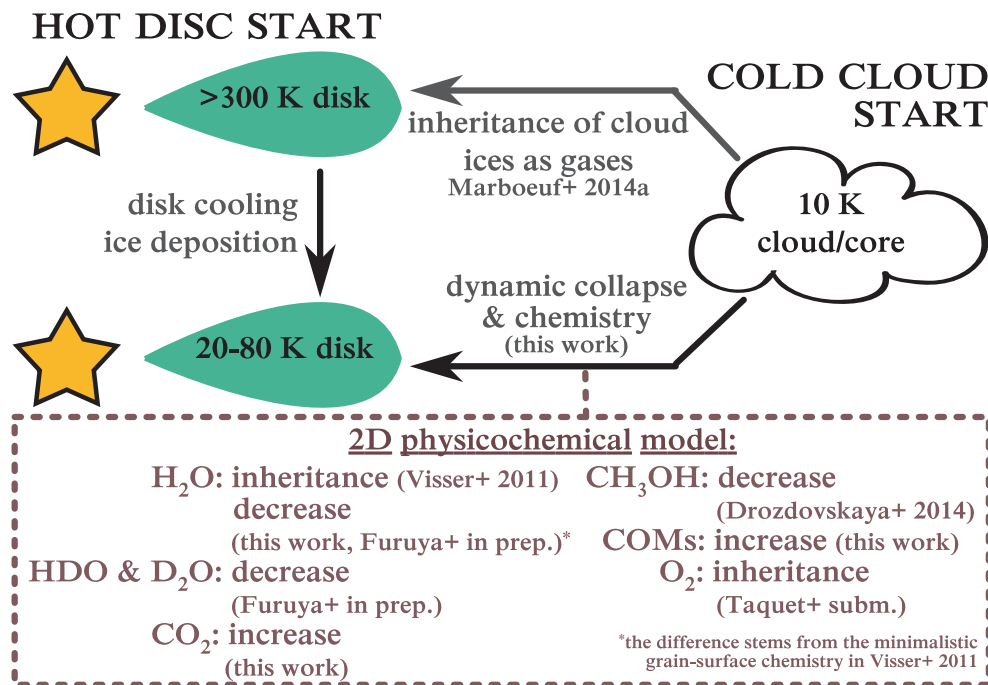 HOT DISC START
>300 K disk
COLD CLOUD
START
inheritance of cloud
ices as gases
Marboeuf+ 2014a
10 K
cloud/core
disk cooling
ice deposition
dynamic collapse
& chemistry
(this work)
20-80 K disk
2D physicochemical model:
H₂O: inheritance (Visser+ 2011)
decrease
(this work, Furuya+ in prep.)*
HDO & D₂O: decrease
(Furuya+ in prep.)
CO₂: increase
(this work)
CH₃OH: decrease
(Drozdovskaya+ 2014)
COMs: increase (this work)
O₂: inheritance
(Taquet+ subm.)
*the difference stems from the minimalistic
grain-surface chemistry in Visser+ 2011